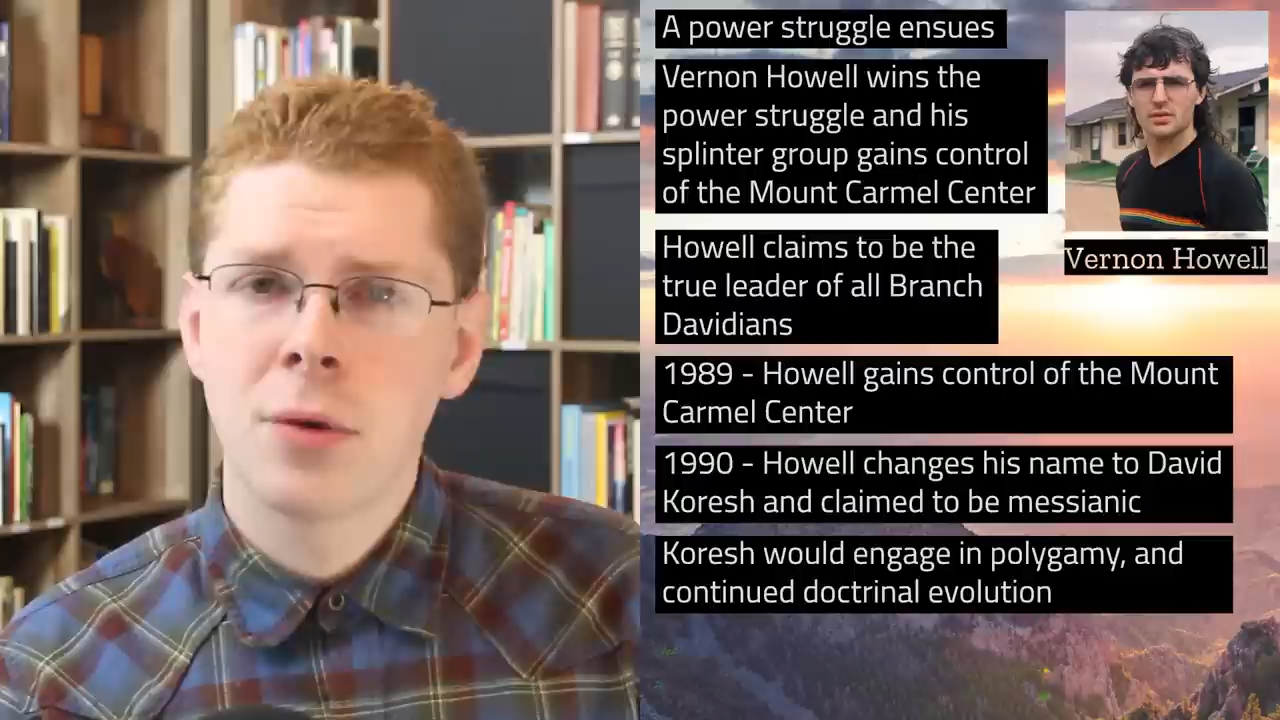 A power struggle ensues
Vernon Howell wins the
power struggle and his
splinter group gains control
of the Mount Carmel Center
Vernon Howell
Howell claims to be the
true leader of all Branch
Davidians
1989 - Howell gains control of the Mount
Carmel Center
1990 - Howell changes his name to David
Koresh and claimed to be messianic
Koresh would engage in polygamy, and
continued doctrinal evolution